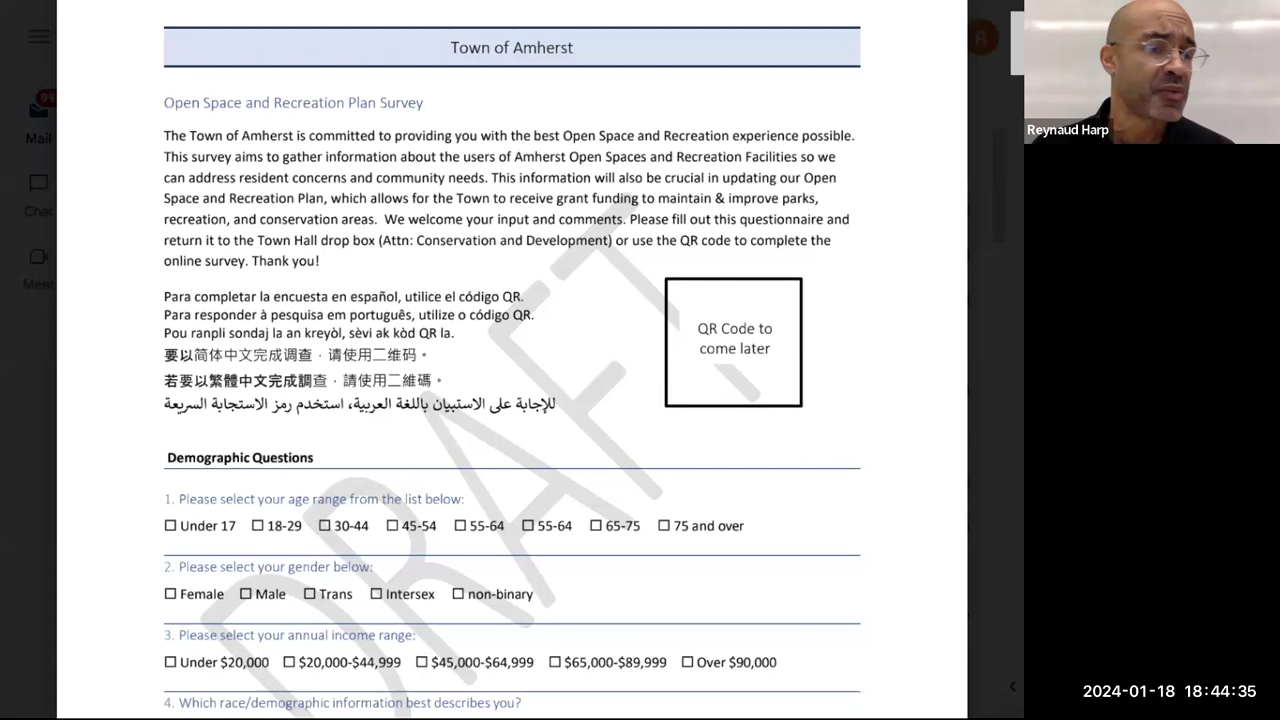 Town of Amherst
Open Space and Recreation Plan Survey
The Town of Amherst is committed to providing you with the best Open Space and Recreation experience possible.
This survey aims to gather information about the users of Amherst Open Spaces and Recreation Facilities so we
can address resident concerns and community needs. This information will also be crucial in updating our Open
Space and Recreation Plan, which allows for the Town to receive grant funding to maintain & improve parks,
recreation, and conservation areas.  We welcome your input and comments. Please fill out this questionnaire and
return it to the Town Hall drop box (Attn: Conservation and Development) or use the QR code to complete the
online survey. Thank you!
Para completar la encuesta en español, utilice el código QR.
Para responder à pesquisa em português, utilize o código QR.
Pou ranpli sondaj la an kreyòl, sèvi ak kòd QR la.
要以简体中文完成调查，请使用二维码。
若要以繁體中文完成調查，請使用二維碼。
للإجابة على الاستبيان باللغة العربية، استخدم رمز الاستجابة السريعة
QR Code to
come later
Demographic Questions
1. Please select your age range from the list below:
☐ Under 17 ☐ 18-29 ☐ 30-44 ☐ 45-54 ☐ 55-64 ☐ 55-64 ☐ 65-75 ☐ 75 and over
2. Please select your gender below:
☐ Female ☐ Male ☐ Trans ☐ Intersex ☐ non-binary
3. Please select your annual income range:
☐ Under $20,000 ☐ $20,000-$44,999 ☐ $45,000-$64,999 ☐ $65,000-$89,999 ☐ Over $90,000
4. Which race/demographic information best describes you?
DRAFT
Mail
99
Chat
Meet
R
Reynaud Harp
2024-01-18 18:44:35